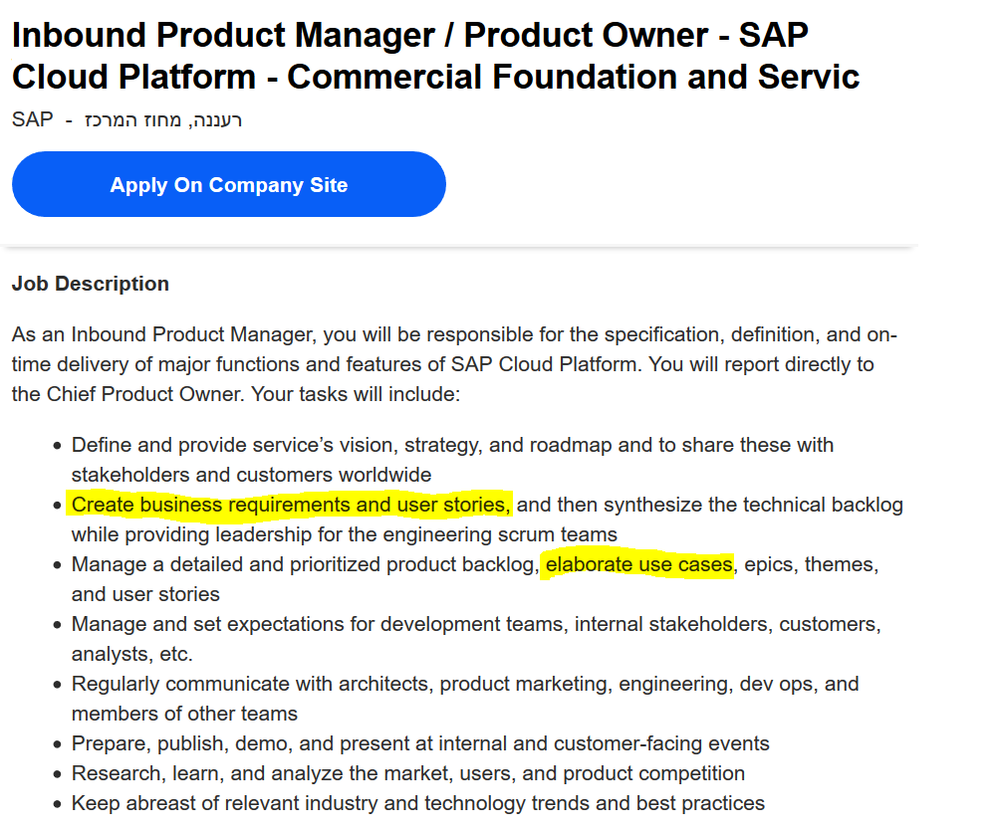 Inbound Product Manager / Product Owner - SAP
Cloud Platform - Commercial Foundation and Servic
SAP - רעננה, מחוז המרכז
Apply On Company Site
Job Description
As an Inbound Product Manager, you will be responsible for the specification, definition, and on-
time delivery of major functions and features of SAP Cloud Platform. You will report directly to
the Chief Product Owner. Your tasks will include:
• Define and provide service’s vision, strategy, and roadmap and to share these with
stakeholders and customers worldwide
• Create business requirements and user stories, and then synthesize the technical backlog
while providing leadership for the engineering scrum teams
• Manage a detailed and prioritized product backlog, elaborate use cases, epics, themes,
and user stories
• Manage and set expectations for development teams, internal stakeholders, customers,
analysts, etc.
• Regularly communicate with architects, product marketing, engineering, dev ops, and
members of other teams
• Prepare, publish, demo, and present at internal and customer-facing events
• Research, learn, and analyze the market, users, and product competition
• Keep abreast of relevant industry and technology trends and best practices